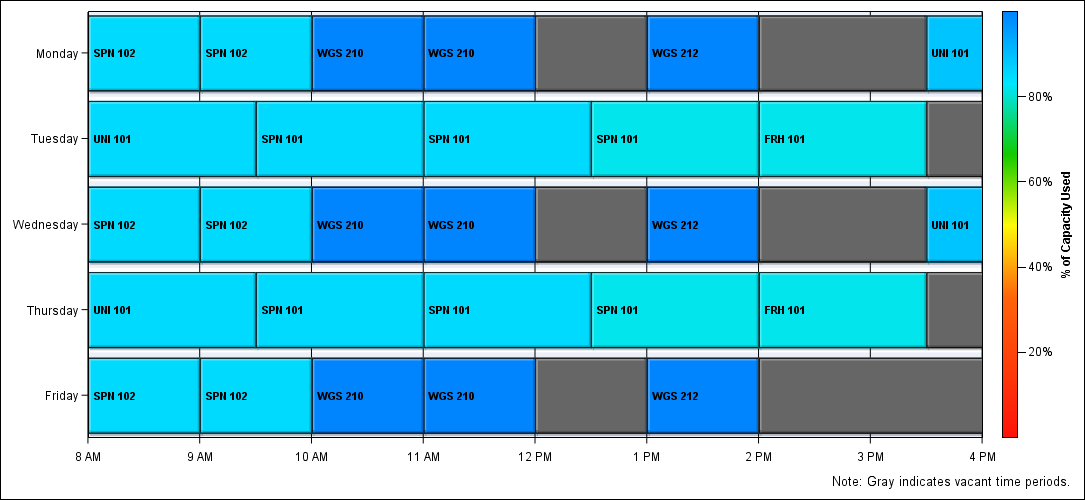 Monday SPN 102 SPN 102 WGS 210 WGS 210 WGS 212 UNI 101
80%
Tuesday UNI 101 SPN 101 SPN 101 SPN 101 FRH 101
60%
Wednesday SPN 102 SPN 102 WGS 210 WGS 210 WGS 212 UNI 101
% of Capacity Used
40%
Thursday UNI 101 SPN 101 SPN 101 SPN 101 FRH 101
20%
Friday SPN 102 SPN 102 WGS 210 WGS 210 WGS 212
8 AM 9 AM 10 AM 11 AM 12 PM 1 PM 2 PM 3 PM 4 PM
Note: Gray indicates vacant time periods.